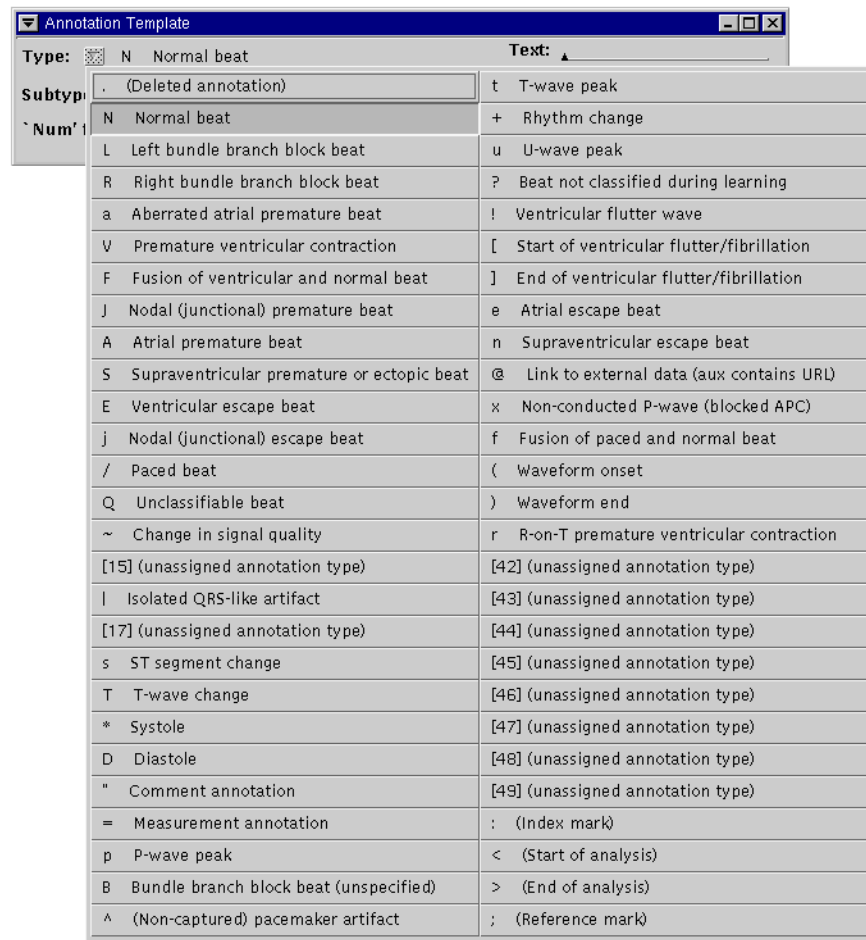 Annotation Template
Type: N Normal beat Text:
Subtyp
`Num'
. (Deleted annotation)
N Normal beat
L Left bundle branch block beat
R Right bundle branch block beat
a Aberrated atrial premature beat
V Premature ventricular contraction
F Fusion of ventricular and normal beat
J Nodal (junctional) premature beat
A Atrial premature beat
S Supraventricular premature or ectopic beat
E Ventricular escape beat
j Nodal (junctional) escape beat
/ Paced beat
Q Unclassifiable beat
~ Change in signal quality
[15] (unassigned annotation type)
| Isolated QRS-like artifact
[17] (unassigned annotation type)
s ST segment change
T T-wave change
* Systole
D Diastole
" Comment annotation
= Measurement annotation
p P-wave peak
B Bundle branch block beat (unspecified)
^ (Non-captured) pacemaker artifact
t T-wave peak
+ Rhythm change
u U-wave peak
? Beat not classified during learning
! Ventricular flutter wave
[ Start of ventricular flutter/fibrillation
] End of ventricular flutter/fibrillation
e Atrial escape beat
n Supraventricular escape beat
@ Link to external data (aux contains URL)
x Non-conducted P-wave (blocked APC)
f Fusion of paced and normal beat
( Waveform onset
) Waveform end
r R-on-T premature ventricular contraction
[42] (unassigned annotation type)
[43] (unassigned annotation type)
[44] (unassigned annotation type)
[45] (unassigned annotation type)
[46] (unassigned annotation type)
[47] (unassigned annotation type)
[48] (unassigned annotation type)
[49] (unassigned annotation type)
: (Index mark)
< (Start of analysis)
> (End of analysis)
; (Reference mark)